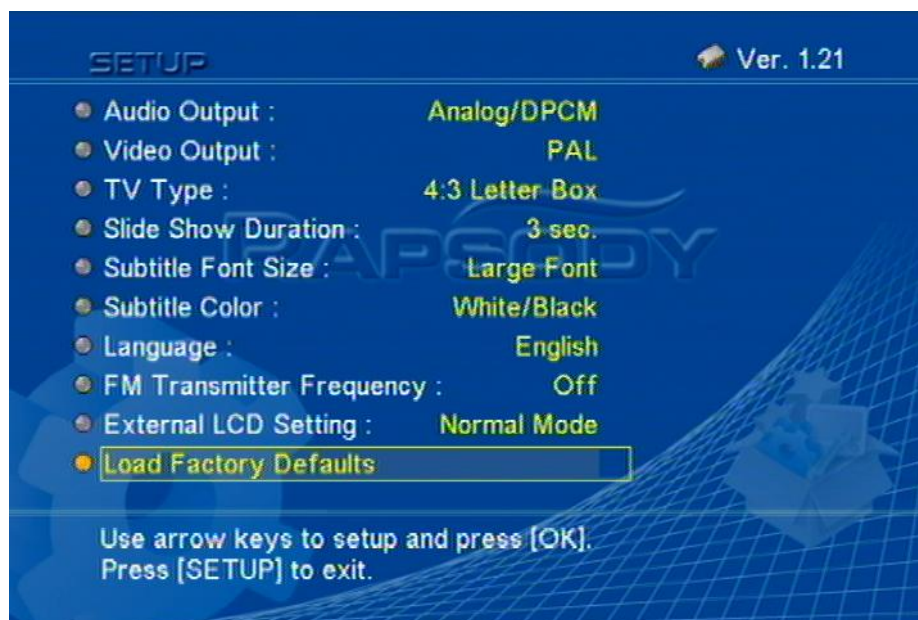 SETUP
Ver. 1.21
Audio Output : Analog/DPCM
Video Output : PAL
TV Type : 4:3 Letter Box
Slide Show Duration : 3 sec.
Subtitle Font Size : Large Font
Subtitle Color : White/Black
Language : English
FM Transmitter Frequency : Off
External LCD Setting : Normal Mode
Load Factory Defaults
RAPSODY
Use arrow keys to setup and press [OK].
Press [SETUP] to exit.